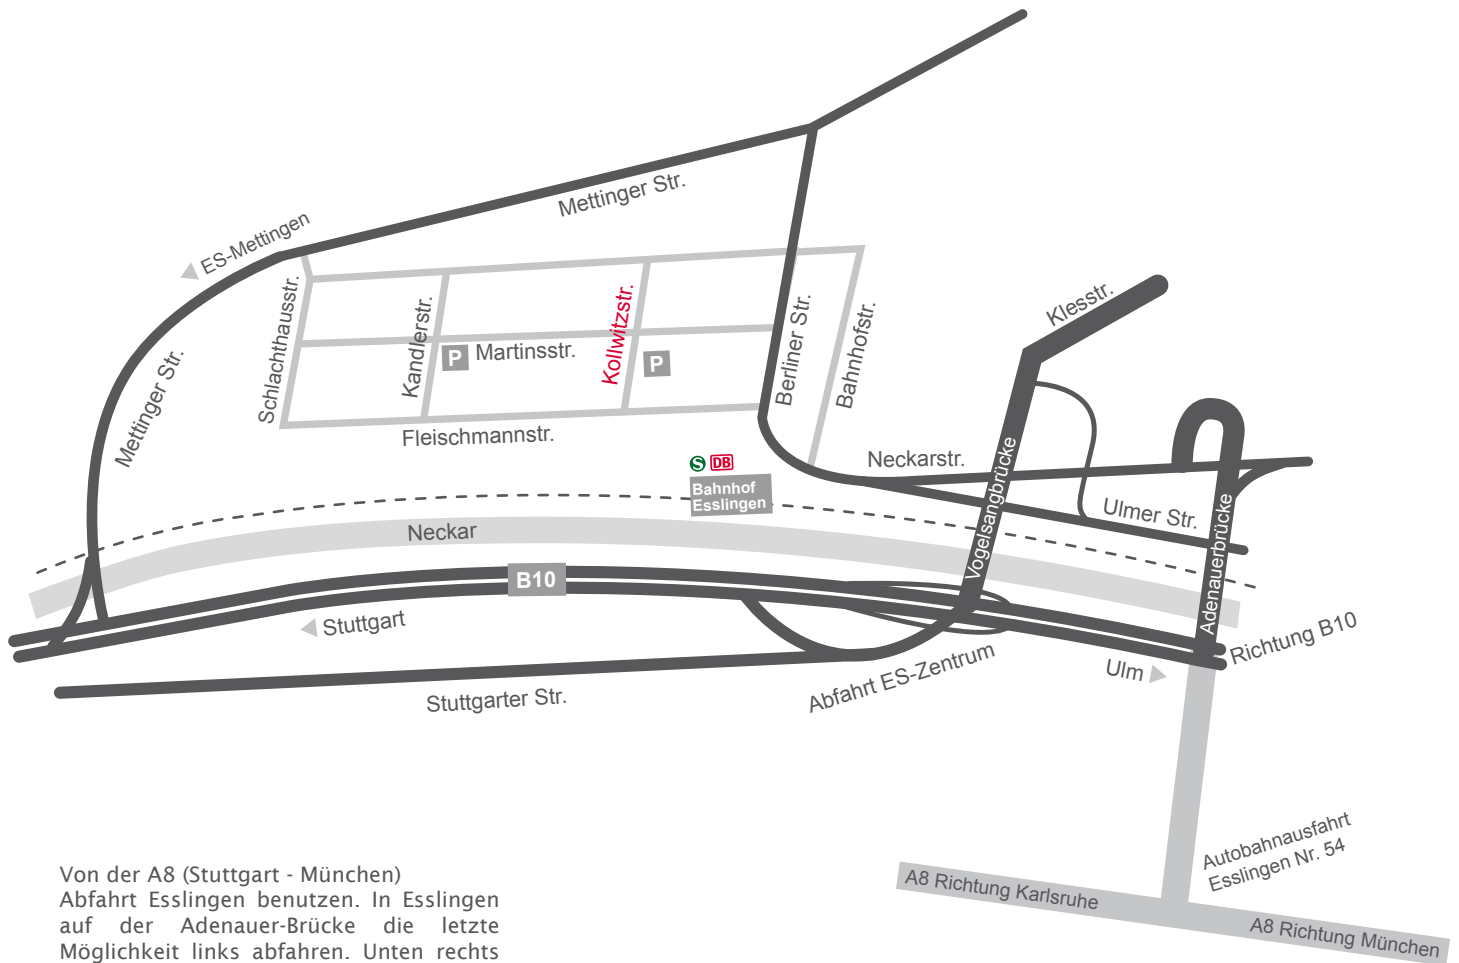 Mettinger Str.
ES-Mettingen
Schlachthausstr.
Kandlerstr.
Kollwitzstr.
Berliner Str.
Bahnhofstr.
Klesstr.
P
Martinsstr.
P
Mettinger Str.
Fleischmannstr.
S
DB
Bahnhof
Esslingen
Neckarstr.
Vogelsangbrücke
Ulmer Str.
Adenauerbrücke
Neckar
B10
Stuttgart
Richtung B10
Ulm
Abfahrt ES-Zentrum
Stuttgarter Str.
Autobahnausfahrt
Esslingen Nr. 54
A8 Richtung Karlsruhe
A8 Richtung München
Von der A8 (Stuttgart - München)
Abfahrt Esslingen benutzen. In Esslingen
auf der Adenauer-Brücke die letzte
Möglichkeit links abfahren. Unten rechts